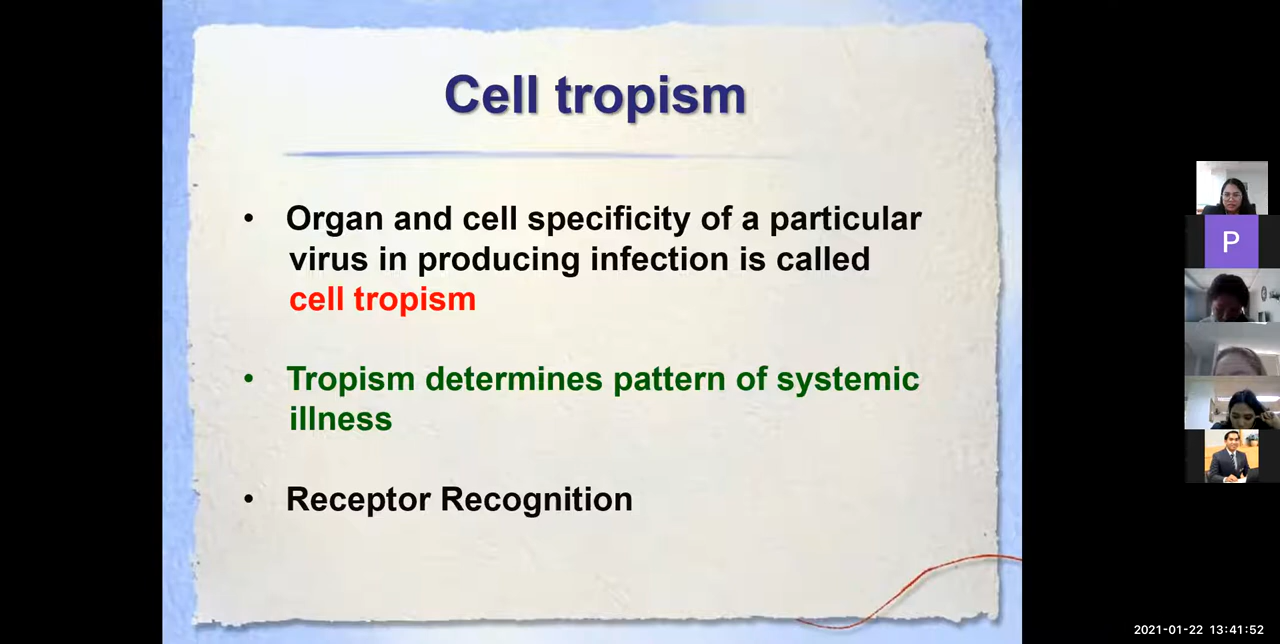 Cell tropism
• Organ and cell specificity of a particular
virus in producing infection is called
cell tropism
• Tropism determines pattern of systemic
illness
• Receptor Recognition
P
2021-01-22 13:41:52